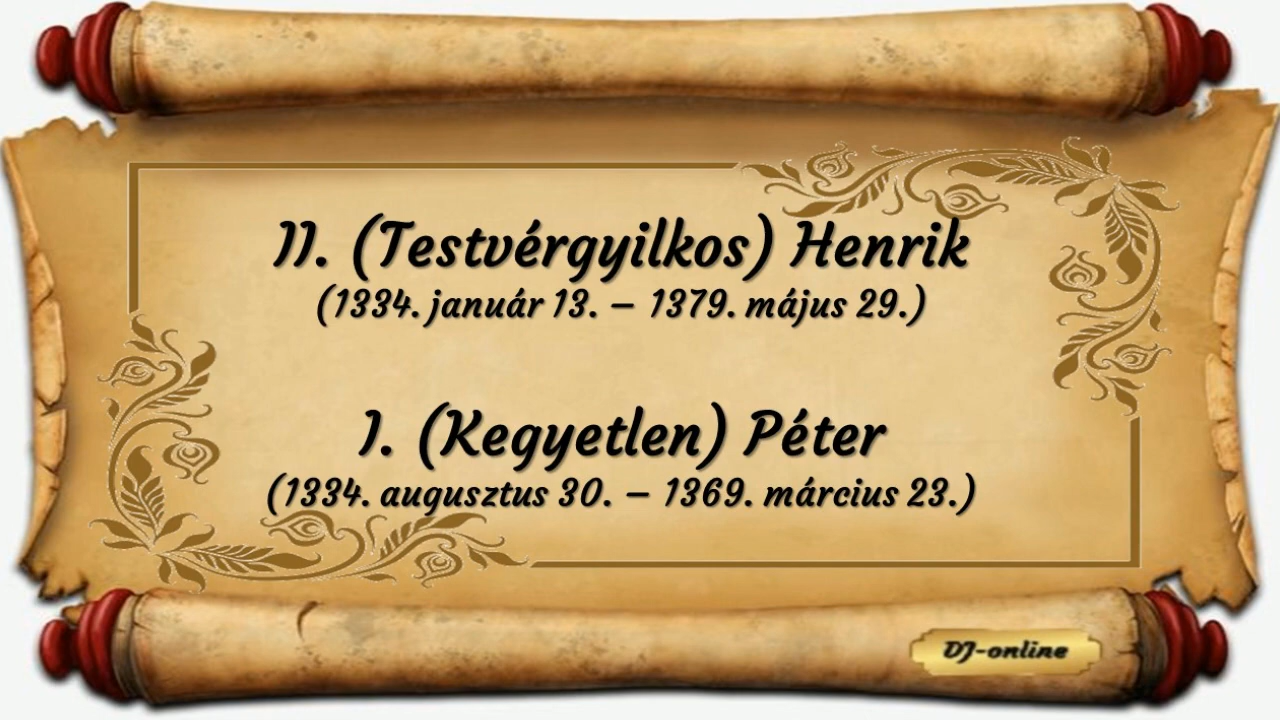 II. (Testvérgyilkos) Henrik
(1334. január 13. – 1379. május 29.)
I. (Kegyetlen) Péter
(1334. augusztus 30. – 1369. március 23.)
DJ-online